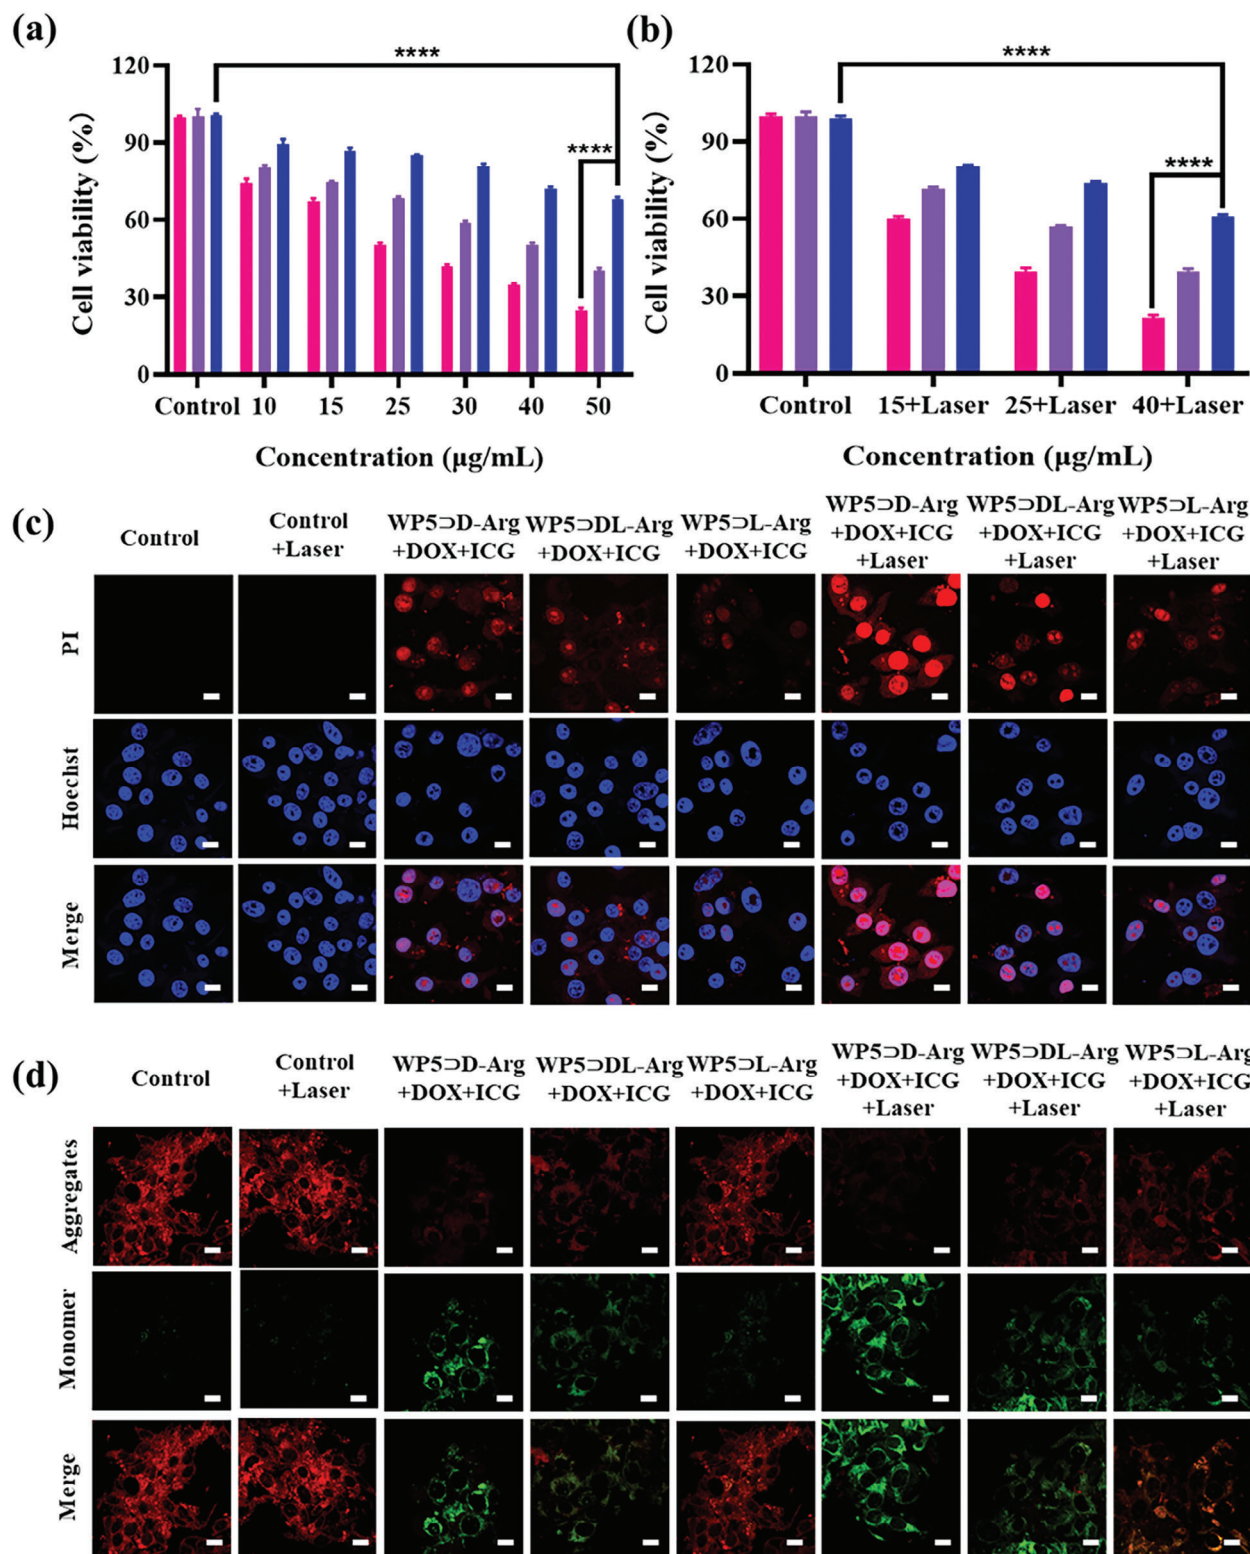 (a)
****
****
120
90
60
30
0
Cell viability (%)
Control 10 15 25 30 40 50
Concentration (µg/mL)
(b)
****
****
120
90
60
30
0
Cell viability (%)
Control 15+Laser 25+Laser 40+Laser
Concentration (µg/mL)
(c)
Control
Control
+Laser
WP5⊃D-Arg
+DOX+ICG
WP5⊃DL-Arg
+DOX+ICG
WP5⊃L-Arg
+DOX+ICG
WP5⊃D-Arg
+DOX+ICG
+Laser
WP5⊃DL-Arg
+DOX+ICG
+Laser
WP5⊃L-Arg
+DOX+ICG
+Laser
PI
Hoechst
Merge
(d)
Control
Control
+Laser
WP5⊃D-Arg
+DOX+ICG
WP5⊃DL-Arg
+DOX+ICG
WP5⊃L-Arg
+DOX+ICG
WP5⊃D-Arg
+DOX+ICG
+Laser
WP5⊃DL-Arg
+DOX+ICG
+Laser
WP5⊃L-Arg
+DOX+ICG
+Laser
Aggregates
Monomer
Merge